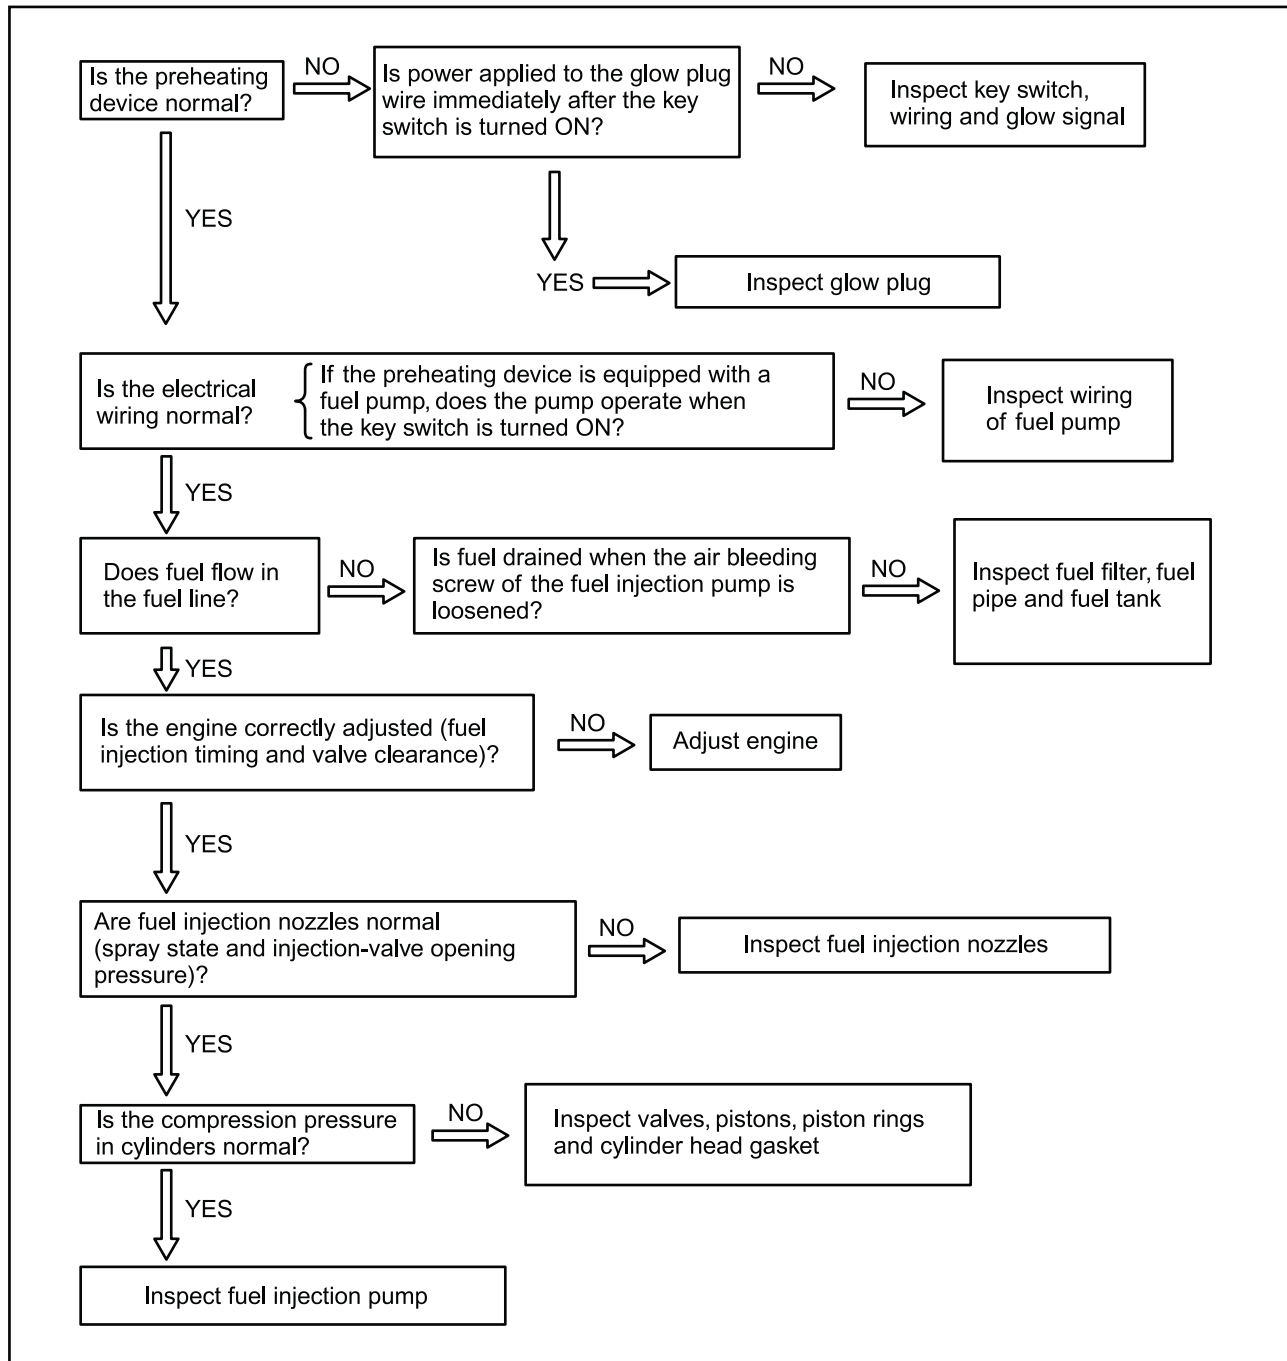 Is the preheating
device normal?
NO
Is power applied to the glow plug
wire immediately after the key
switch is turned ON?
NO
Inspect key switch,
wiring and glow signal
YES
YES
Inspect glow plug
Is the electrical
wiring normal?
If the preheating device is equipped with a
fuel pump, does the pump operate when
the key switch is turned ON?
NO
Inspect wiring
of fuel pump
YES
Does fuel flow in
the fuel line?
NO
Is fuel drained when the air bleeding
screw of the fuel injection pump is
loosened?
NO
Inspect fuel filter, fuel
pipe and fuel tank
YES
Is the engine correctly adjusted (fuel
injection timing and valve clearance)?
NO
Adjust engine
YES
Are fuel injection nozzles normal
(spray state and injection-valve opening
pressure)?
NO
Inspect fuel injection nozzles
YES
Is the compression pressure
in cylinders normal?
NO
Inspect valves, pistons, piston rings
and cylinder head gasket
YES
Inspect fuel injection pump